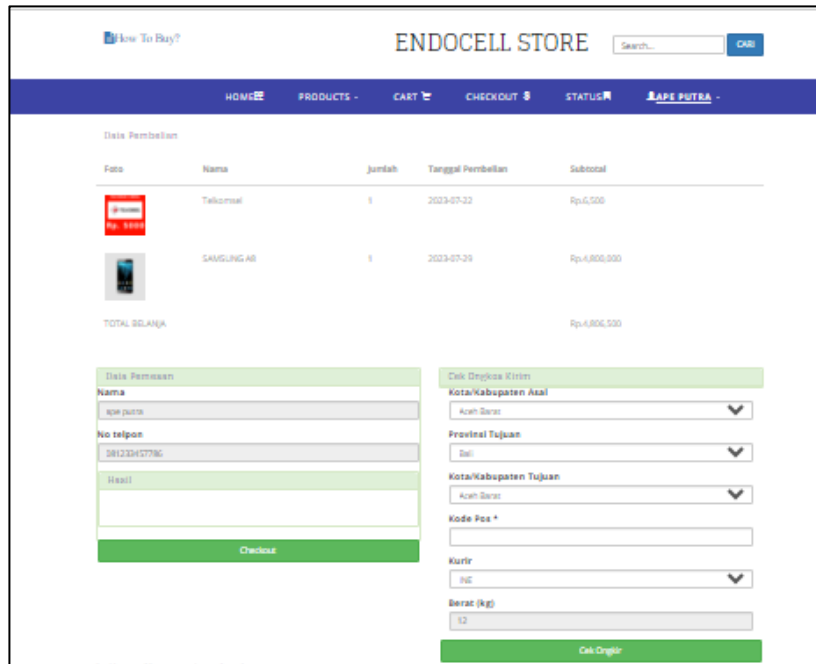 How To Buy?
ENDOCELL STORE
Search...
CARI
HOME
PRODUCTS -
CART
CHECKOUT $
STATUS
APE PUTRA -
Data Pembelian
Foto Nama Jumlah Tanggal Pembelian Subtotal
Rp. 5000
Telkomsel 1 2023-07-22 Rp.6,500
SAMSUNG A8 1 2023-07-29 Rp.4,800,000
TOTAL BELANJA Rp.4,806,500
Data Pemesan
Nama
ape putra
No telpon
Hasil
Checkout
Cek Ongkos Kirim
Kota/Kabupaten Asal
Aceh Barat
Provinsi Tujuan
Bali
Kota/Kabupaten Tujuan
Aceh Barat
Kode Pos *
Kurir
JNE
Berat (kg)
12
Cek Ongkir